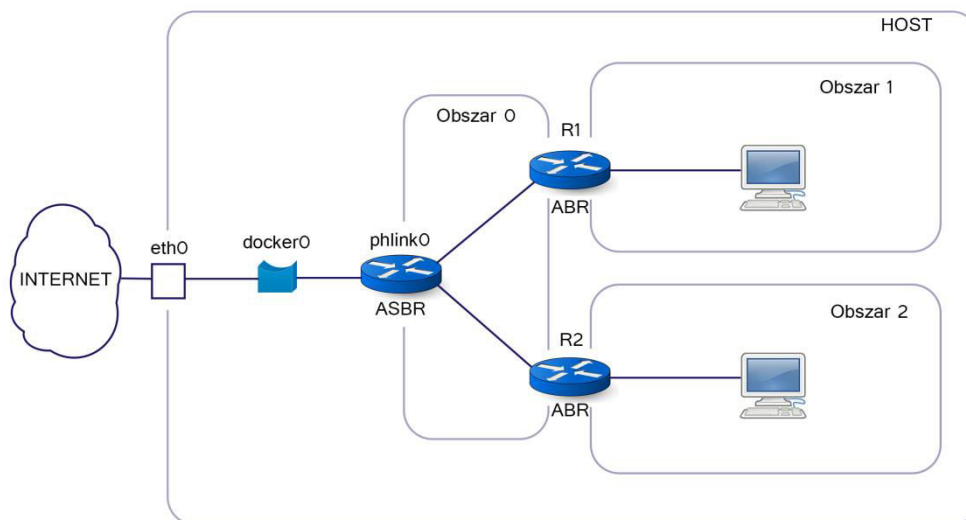 HOST
Obszar 1
Obszar 0
R1
ABR
eth0
docker0
phlink0
INTERNET
ASBR
Obszar 2
R2
ABR